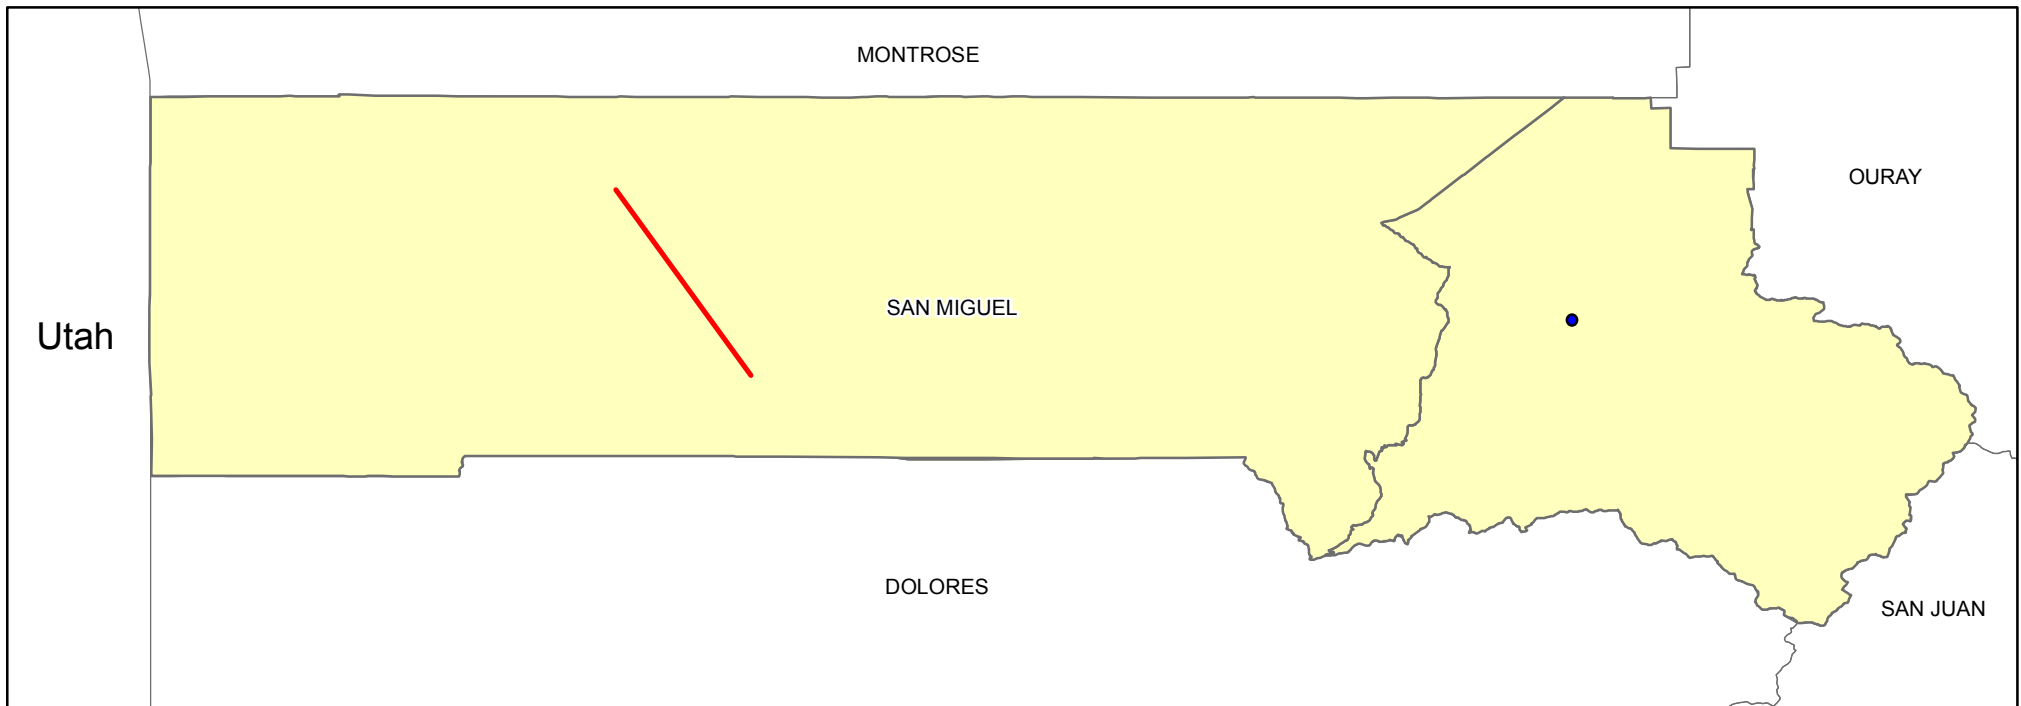 MONTROSE
OURAY
SAN MIGUEL
Utah
DOLORES
SAN JUAN